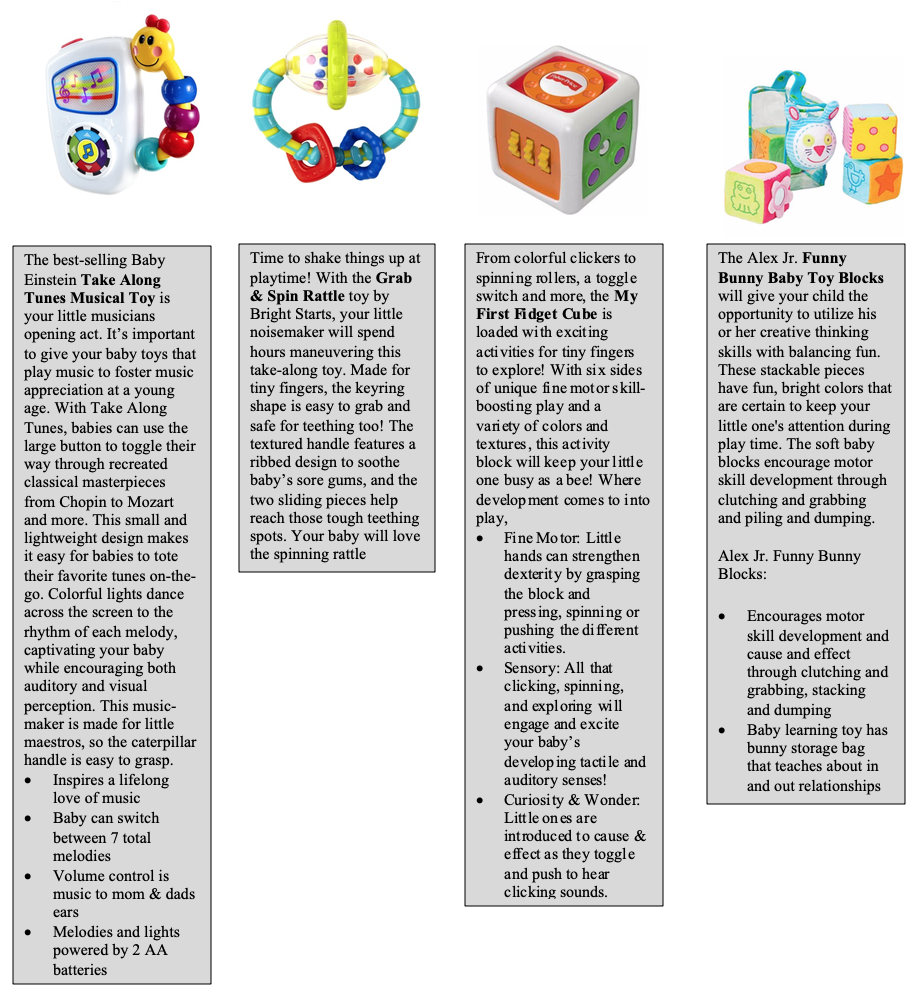 The best-selling Baby
Einstein Take Along
Tunes Musical Toy is
your little musicians
opening act. It's important
to give your baby toys that
play music to foster music
appreciation at a young
age. With Take Along
Tunes, babies can use the
large button to toggle their
way through recreated
classical masterpieces
from Chopin to Mozart
and more. This small and
lightweight design makes
it easy for babies to tote
their favorite tunes on-the-
go. Colorful lights dance
across the screen to the
rhythm of each melody,
captivating your baby
while encouraging both
auditory and visual
perception. This music-
maker is made for little
maestros, so the caterpillar
handle is easy to grasp.
• Inspires a lifelong
love of music
• Baby can switch
between 7 total
melodies
• Volume control is
music to mom & dads
ears
• Melodies and lights
powered by 2 AA
batteries
Time to shake things up at
playtime! With the Grab
& Spin Rattle toy by
Bright Starts, your little
noisemaker will spend
hours maneuvering this
take-along toy. Made for
tiny fingers, the keyring
shape is easy to grab and
safe for teething too! The
textured handle features a
ribbed design to soothe
baby's sore gums, and the
two sliding pieces help
reach those tough teething
spots. Your baby will love
the spinning rattle
Fisher-Price
From colorful clickers to
spinning rollers, a toggle
switch and more, the My
First Fidget Cube is
loaded with exciting
activities for tiny fingers
to explore! With six sides
of unique fine motor skill-
boosting play and a
variety of colors and
textures, this activity
block will keep your little
one busy as a bee! Where
development comes to into
play,
• Fine Motor: Little
hands can strengthen
dexterity by grasping
the block and
pressing, spinning or
pushing the different
activities.
• Sensory: All that
clicking, spinning,
and exploring will
engage and excite
your baby's
developing tactile and
auditory senses!
• Curiosity & Wonder:
Little ones are
introduced to cause &
effect as they toggle
and push to hear
clicking sounds.
The Alex Jr. Funny
Bunny Baby Toy Blocks
will give your child the
opportunity to utilize his
or her creative thinking
skills with balancing fun.
These stackable pieces
have fun, bright colors that
are certain to keep your
little one's attention during
play time. The soft baby
blocks encourage motor
skill development through
clutching and grabbing
and piling and dumping.
Alex Jr. Funny Bunny
Blocks:
• Encourages motor
skill development and
cause and effect
through clutching and
grabbing, stacking
and dumping
• Baby learning toy has
bunny storage bag
that teaches about in
and out relationships